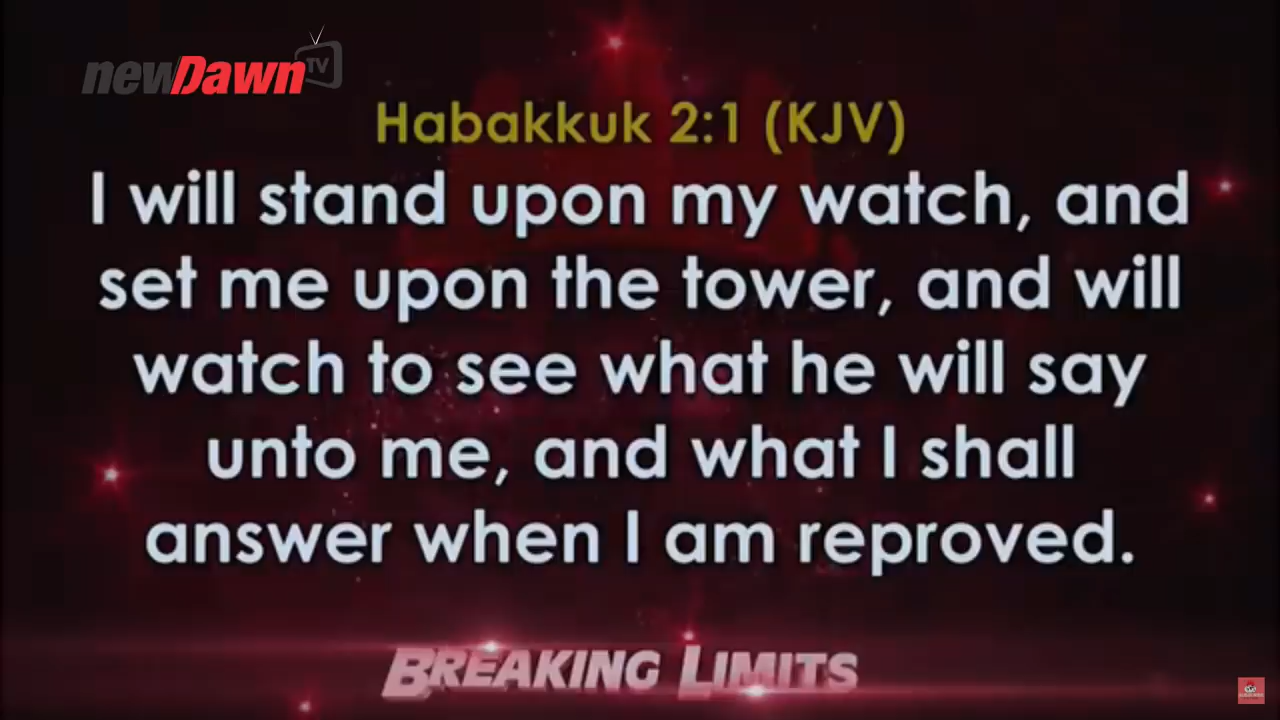 newDawn TV
Habakkuk 2:1 (KJV)
I will stand upon my watch, and
set me upon the tower, and will
watch to see what he will say
unto me, and what I shall
answer when I am reproved.
BREAKING LIMITS